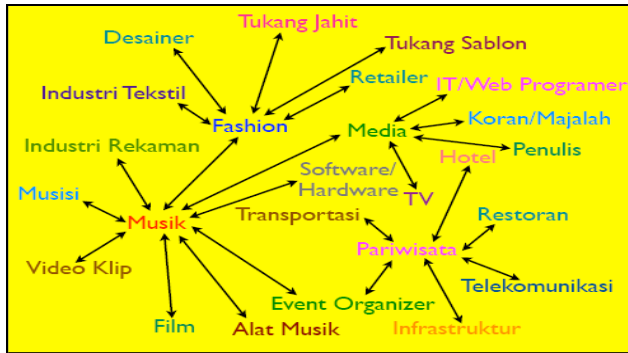 Tukang Jahit
Desainer
Tukang Sablon
Retailer
IT/Web Programer
Industri Tekstil
Fashion
Media
Koran/Majalah
Industri Rekaman
Penulis
Hotel
Software/
Hardware
TV
Musisi
Musik
Transportasi
Restoran
Pariwisata
Video Klip
Telekomunikasi
Event Organizer
Film
Alat Musik
Infrastruktur